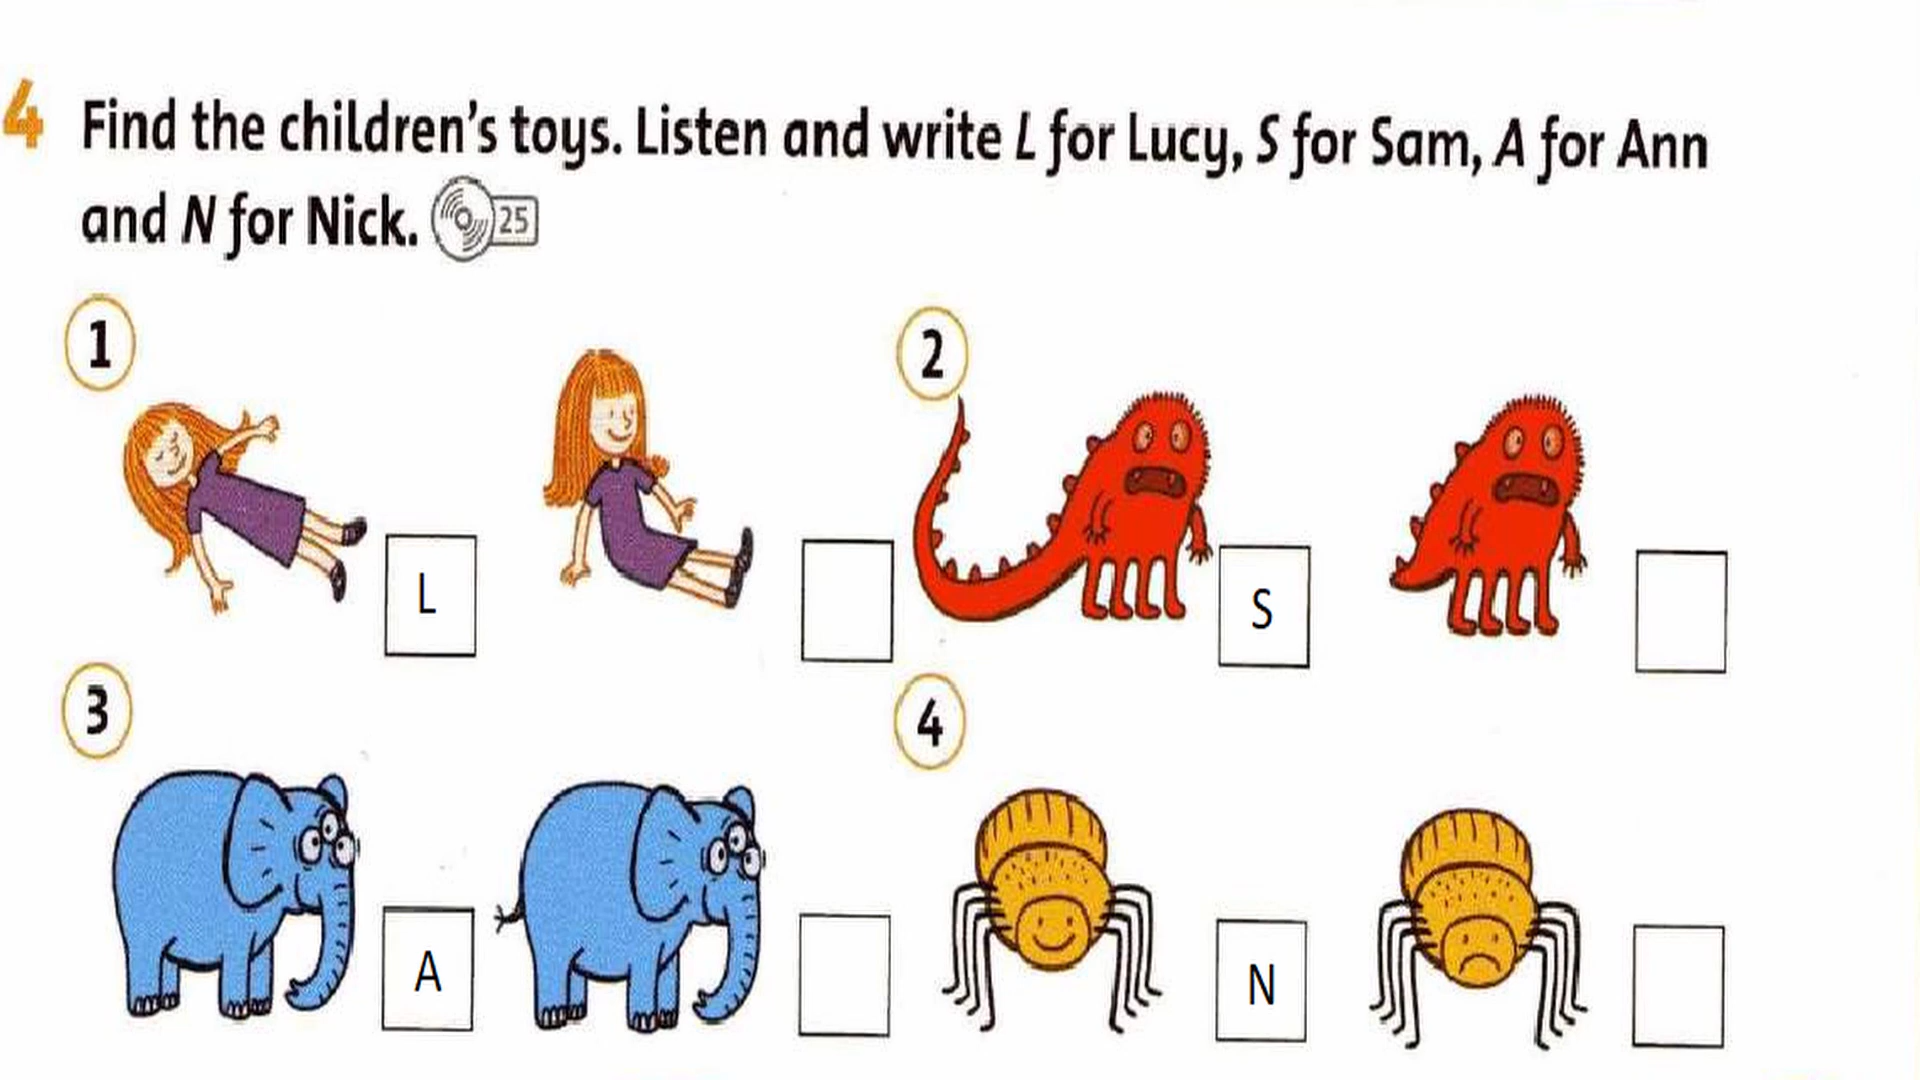 4 Find the children's toys. Listen and write L for Lucy, S for Sam, A for Ann
and N for Nick. 25
1 2
L S
3 4
A N